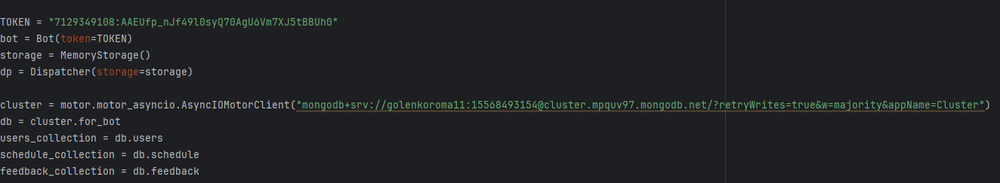 TOKEN = "7129349108:AAEUfp_nJf49l0syQ70AgU6Vm7XJ5tBBUh0"
bot = Bot(token=TOKEN)
storage = MemoryStorage()
dp = Dispatcher(storage=storage)
cluster = motor.motor_asyncio.AsyncIOMotorClient("mongodb+srv://golenkoroma11:15568493154@cluster.mpquv97.mongodb.net/?retryWrites=true&w=majority&appName=Cluster")
db = cluster.for_bot
users_collection = db.users
schedule_collection = db.schedule
feedback_collection = db.feedback